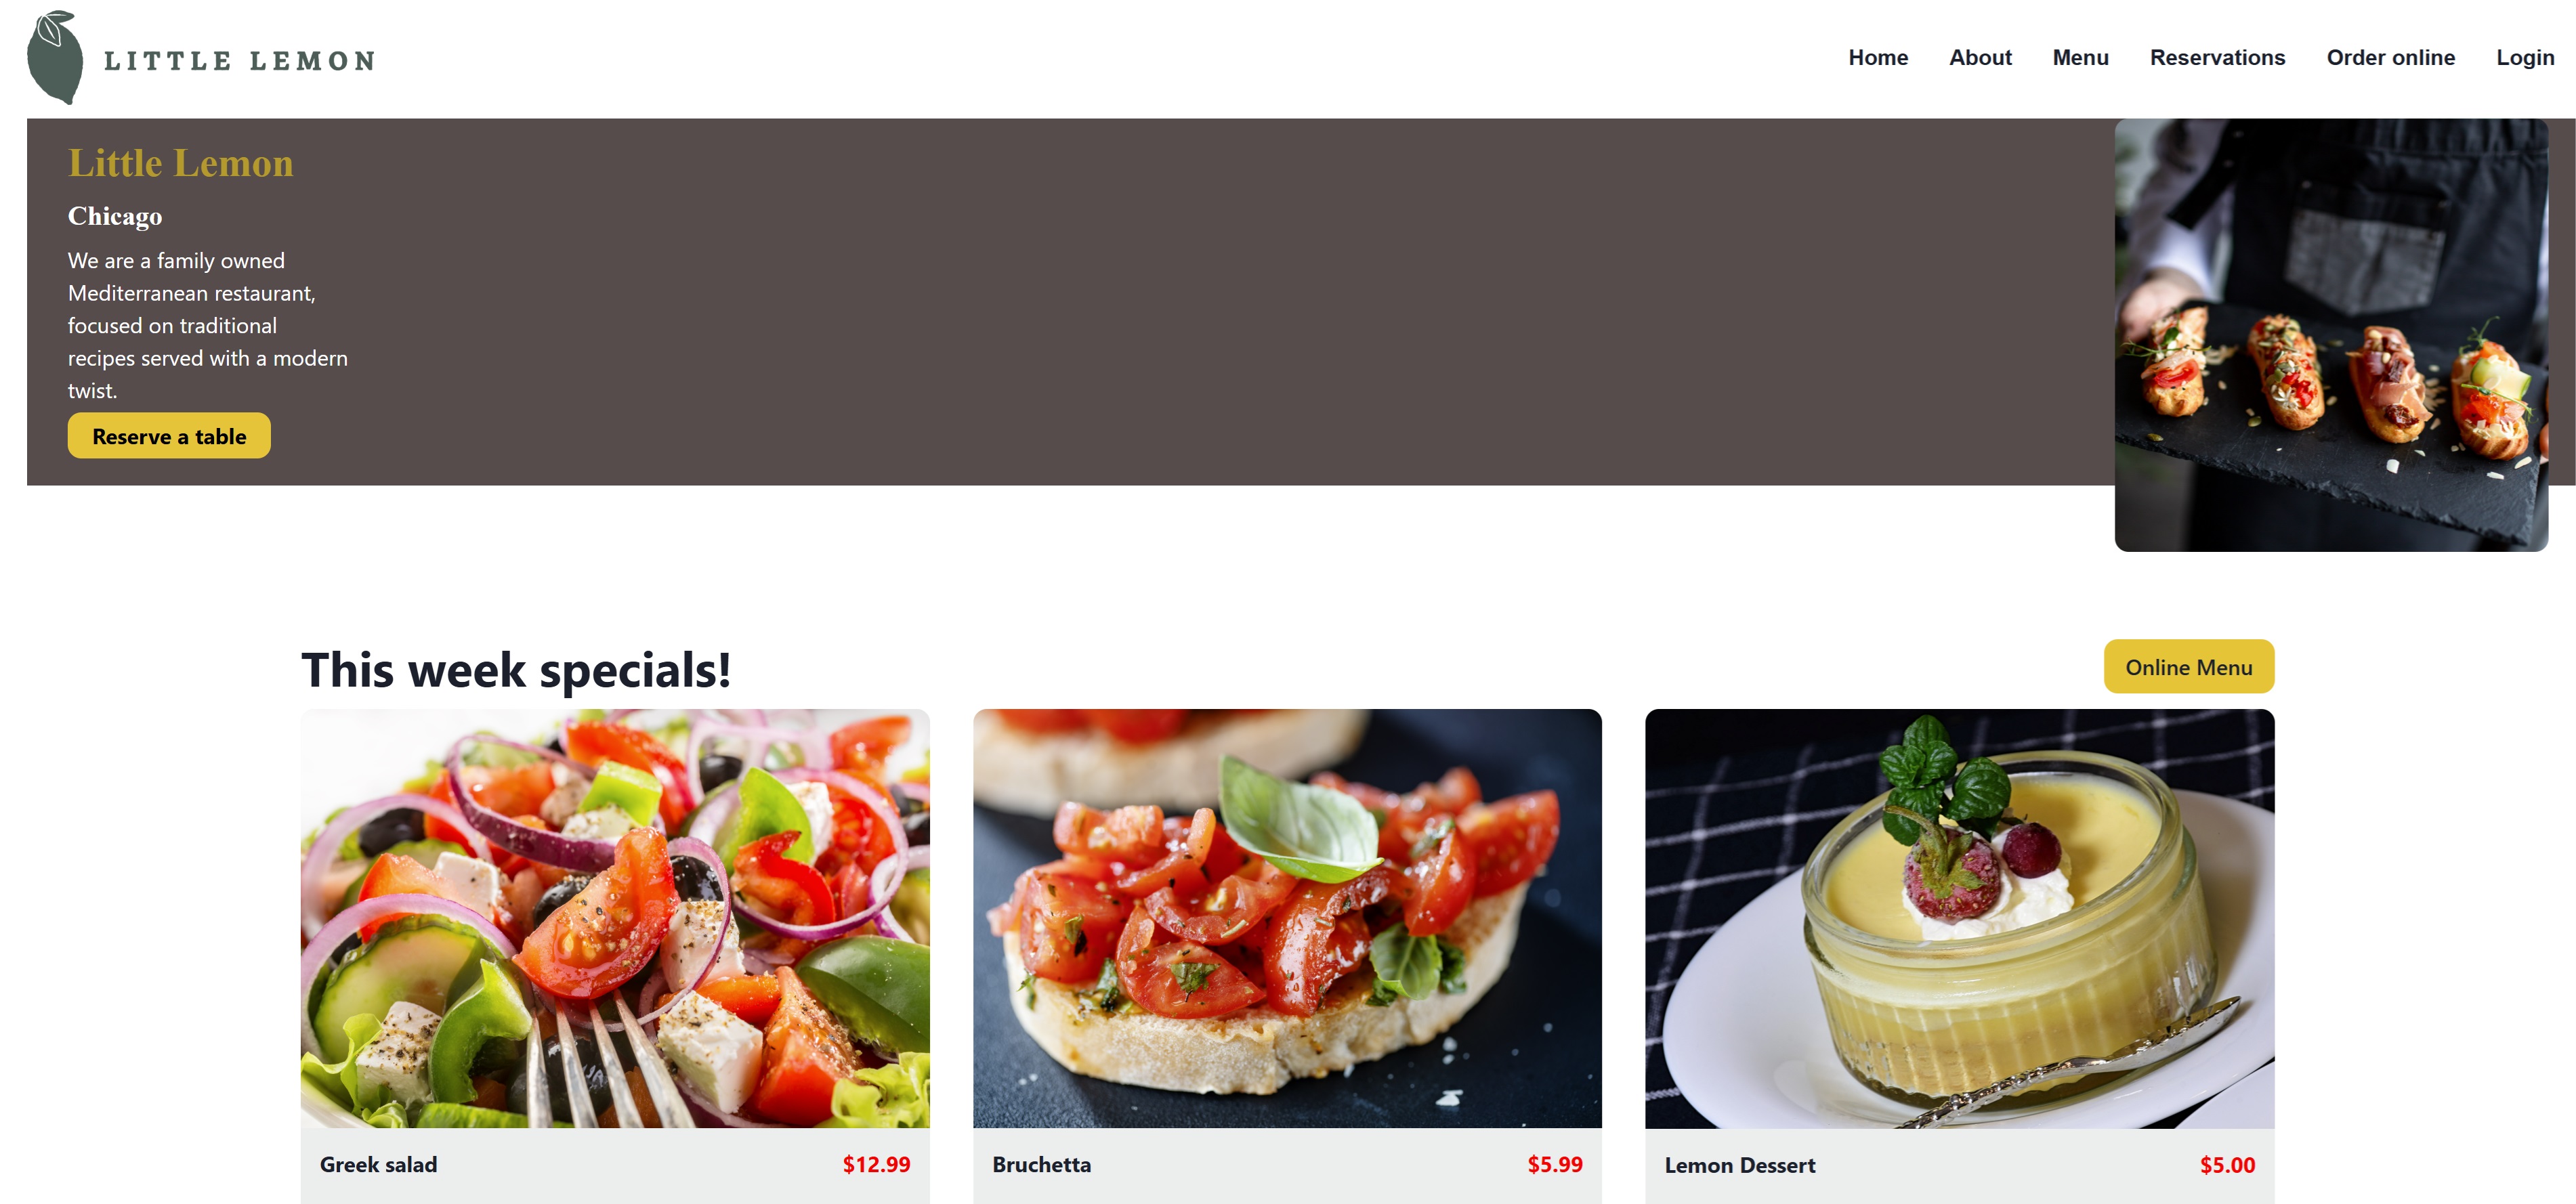 LITTLE LEMON
Home About Menu Reservations Order online Login
Little Lemon
Chicago
We are a family owned
Mediterranean restaurant,
focused on traditional
recipes served with a modern
twist.
Reserve a table
This week specials!
Online Menu
Greek salad $12.99
Bruchetta $5.99
Lemon Dessert $5.00